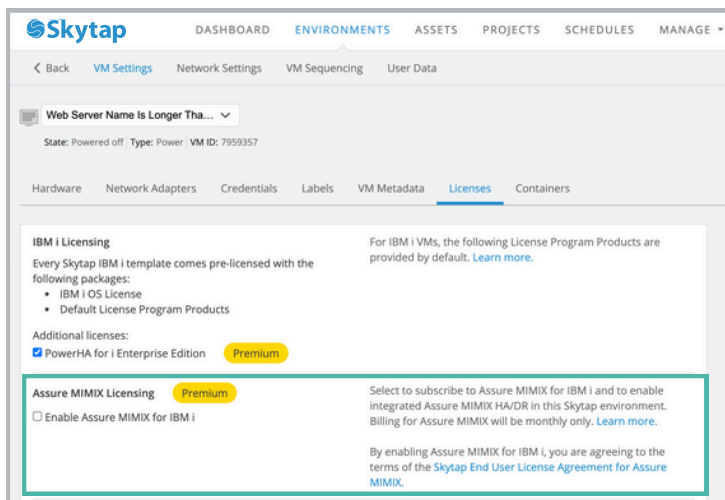 Skytap DASHBOARD ENVIRONMENTS ASSETS PROJECTS SCHEDULES MANAGE
Back VM Settings Network Settings VM Sequencing User Data
Web Server Name Is Longer Tha...
State: Powered off Type: Power VM ID: 7959357
Hardware Network Adapters Credentials Labels VM Metadata Licenses Containers
IBM i Licensing
Every Skytap IBM i template comes pre-licensed with the
following packages:
• IBM i OS License
• Default License Program Products
Additional licenses:
PowerHA for i Enterprise Edition Premium
For IBM i VMs, the following License Program Products are
provided by default. Learn more.
Assure MIMIX Licensing Premium
Enable Assure MIMIX for IBM i
Select to subscribe to Assure MIMIX for IBM i and to enable
integrated Assure MIMIX HA/DR in this Skytap environment.
Billing for Assure MIMIX will be monthly only. Learn more.
By enabling Assure MIMIX for IBM i, you are agreeing to the
terms of the Skytap End User License Agreement for Assure
MIMIX.